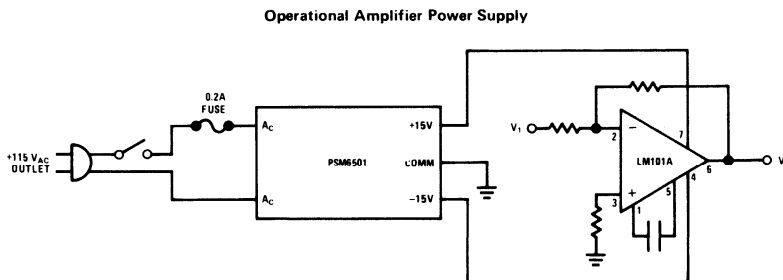 Operational Amplifier Power Supply
0.2A
FUSE
+115 VAC
OUTLET
AC
AC
PSM6501
+15V
COMM
−15V
V1
2
−
7
LM101A
6
4
5
+
3
1
V